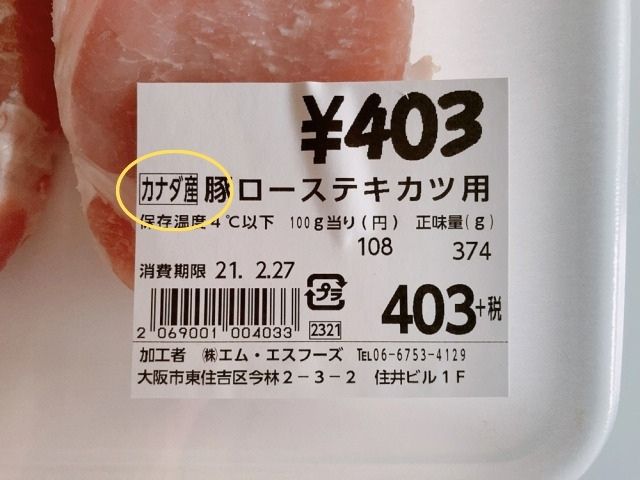 ¥403
カナダ産 豚ローステキカツ用
保存温度4℃以下 100g当り(円) 正味量(g)
108 374
消費期限 21. 2.27
プラ
403+税
2 069001 004033 2321
加工者 ㈱エム・エスフーズ ℡06-6753-4129
大阪市東住吉区今林2-3-2 住井ビル1F